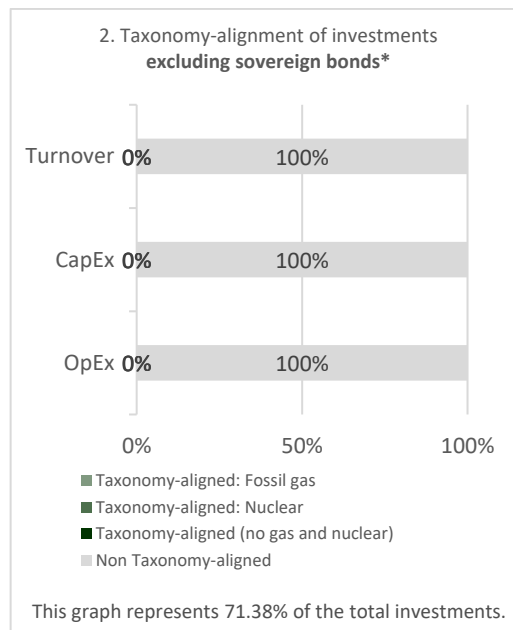 2. Taxonomy-alignment of investments
excluding sovereign bonds*
Turnover 0% 100%
CapEx 0% 100%
OpEx 0% 100%
0% 50% 100%
Taxonomy-aligned: Fossil gas
Taxonomy-aligned: Nuclear
Taxonomy-aligned (no gas and nuclear)
Non Taxonomy-aligned
This graph represents 71.38% of the total investments.